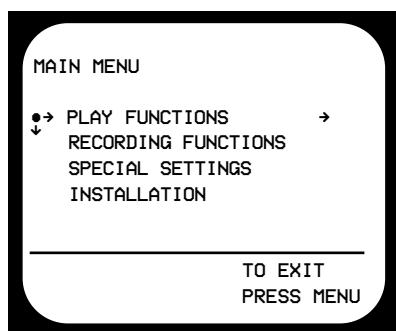 MAIN MENU
●→ PLAY FUNCTIONS →
↓ RECORDING FUNCTIONS
SPECIAL SETTINGS
INSTALLATION
TO EXIT
PRESS MENU